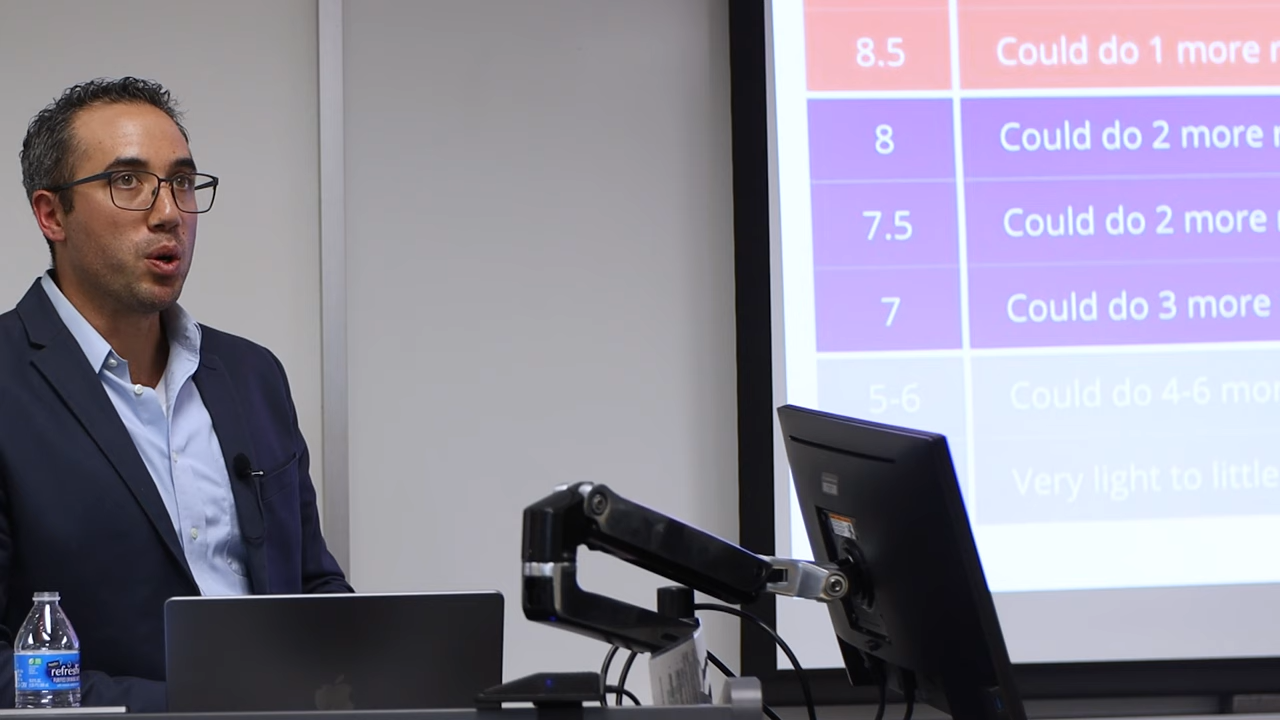 8.5 Could do 1 more
8 Could do 2 more
7.5 Could do 2 more
7 Could do 3 more
5-6 Could do 4-6
Very light to little
refresh